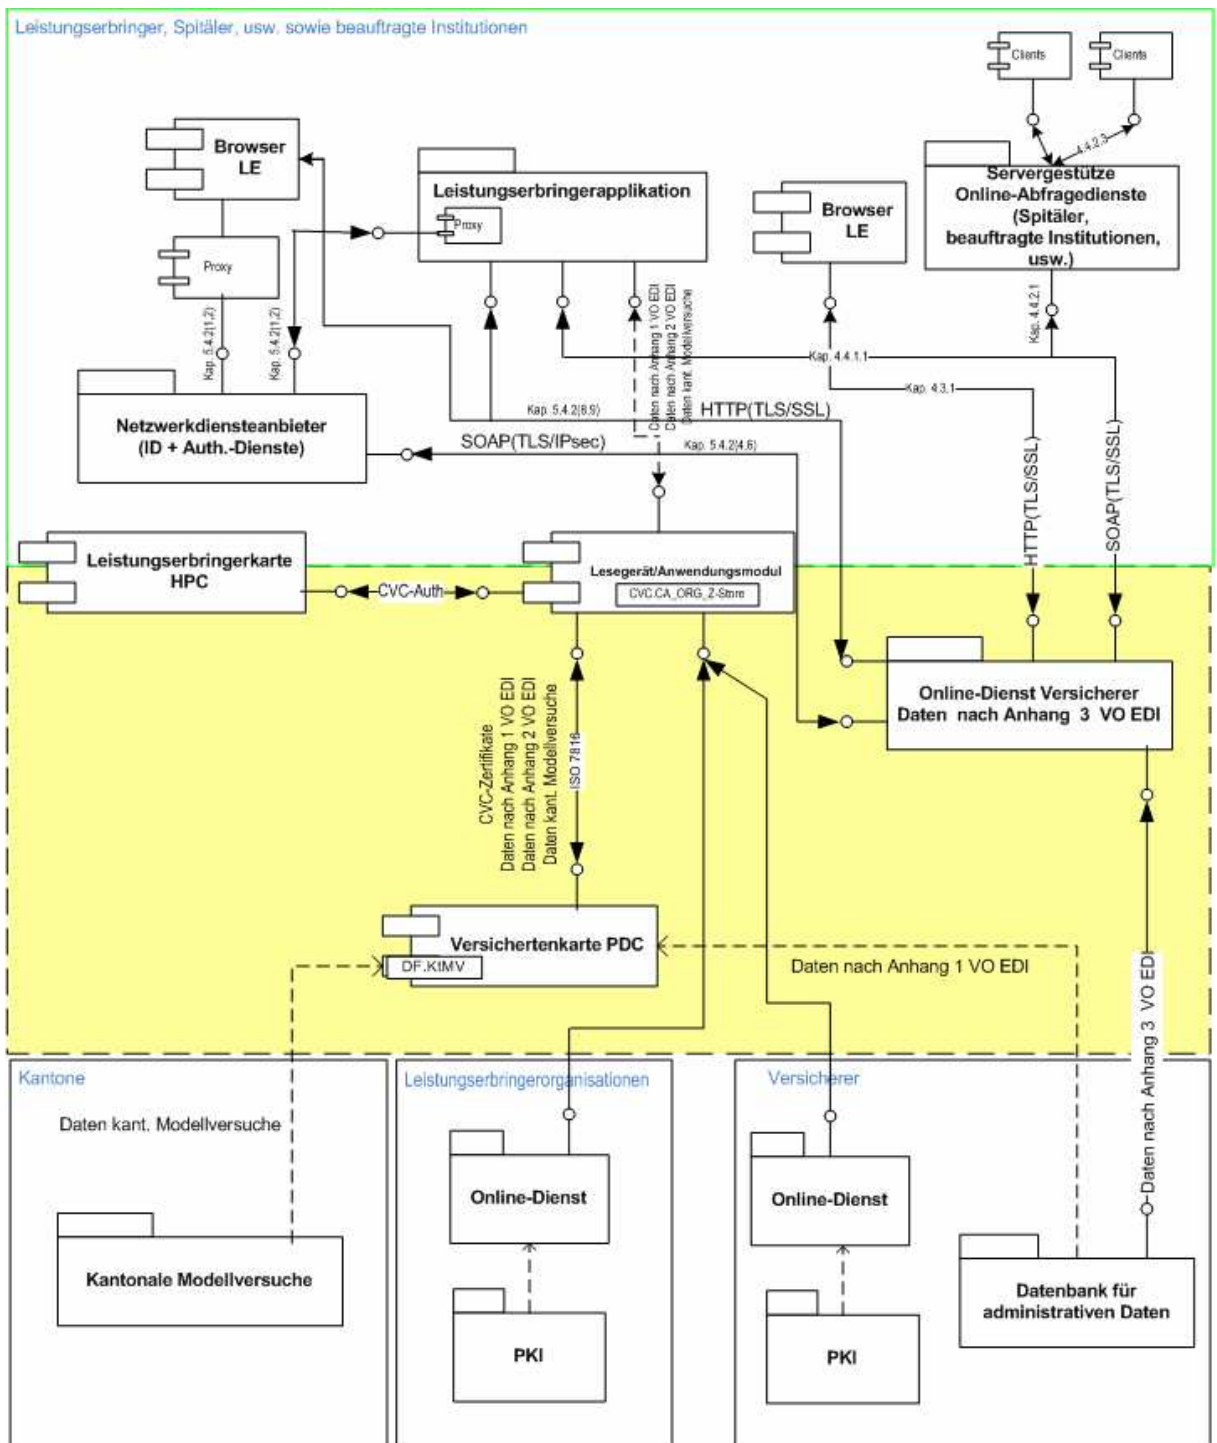 Leistungserbringer, Spitäler, usw. sowie beauftragte Institutionen
Clients
Clients
4.4.2.3
Browser
LE
Leistungserbringerapplikation
Proxy
Browser
LE
Servergestütze
Online-Abfragedienste
(Spitäler,
beauftragte Institutionen,
usw.)
Proxy
Kap. 5.4.2(1,2)
Kap. 5.4.2(1,2)
Daten nach Anhang 1 VO EDI
Daten nach Anhang 2 VO EDI
Daten kant. Modellversuche
Kap. 4.4.2.1
Kap. 4.4.1.1
Kap. 4.3.1
Kap. 5.4.2(8,9)
HTTP(TLS/SSL)
Netzwerkdiensteanbieter
(ID + Auth.-Dienste)
SOAP(TLS/IPsec)
Kap. 5.4.2(4,6)
HTTP(TLS/SSL)
SOAP(TLS/SSL)
Leistungserbringerkarte
HPC
CVC-Auth
Lesegerät/Anwendungsmodul
CVC.CA_ORG_Z-Store
Online-Dienst Versicherer
Daten nach Anhang 3 VO EDI
CVC-Zertifikate
Daten nach Anhang 1 VO EDI
Daten nach Anhang 2 VO EDI
Daten kant. Modellversuche
ISO 7816
Versichertenkarte PDC
DF.KtMV
Daten nach Anhang 1 VO EDI
Daten nach Anhang 3 VO EDI
Kantone
Leistungserbringerorganisationen
Versicherer
Daten kant. Modellversuche
Online-Dienst
Online-Dienst
Kantonale Modellversuche
Datenbank für
administrativen Daten
PKI
PKI